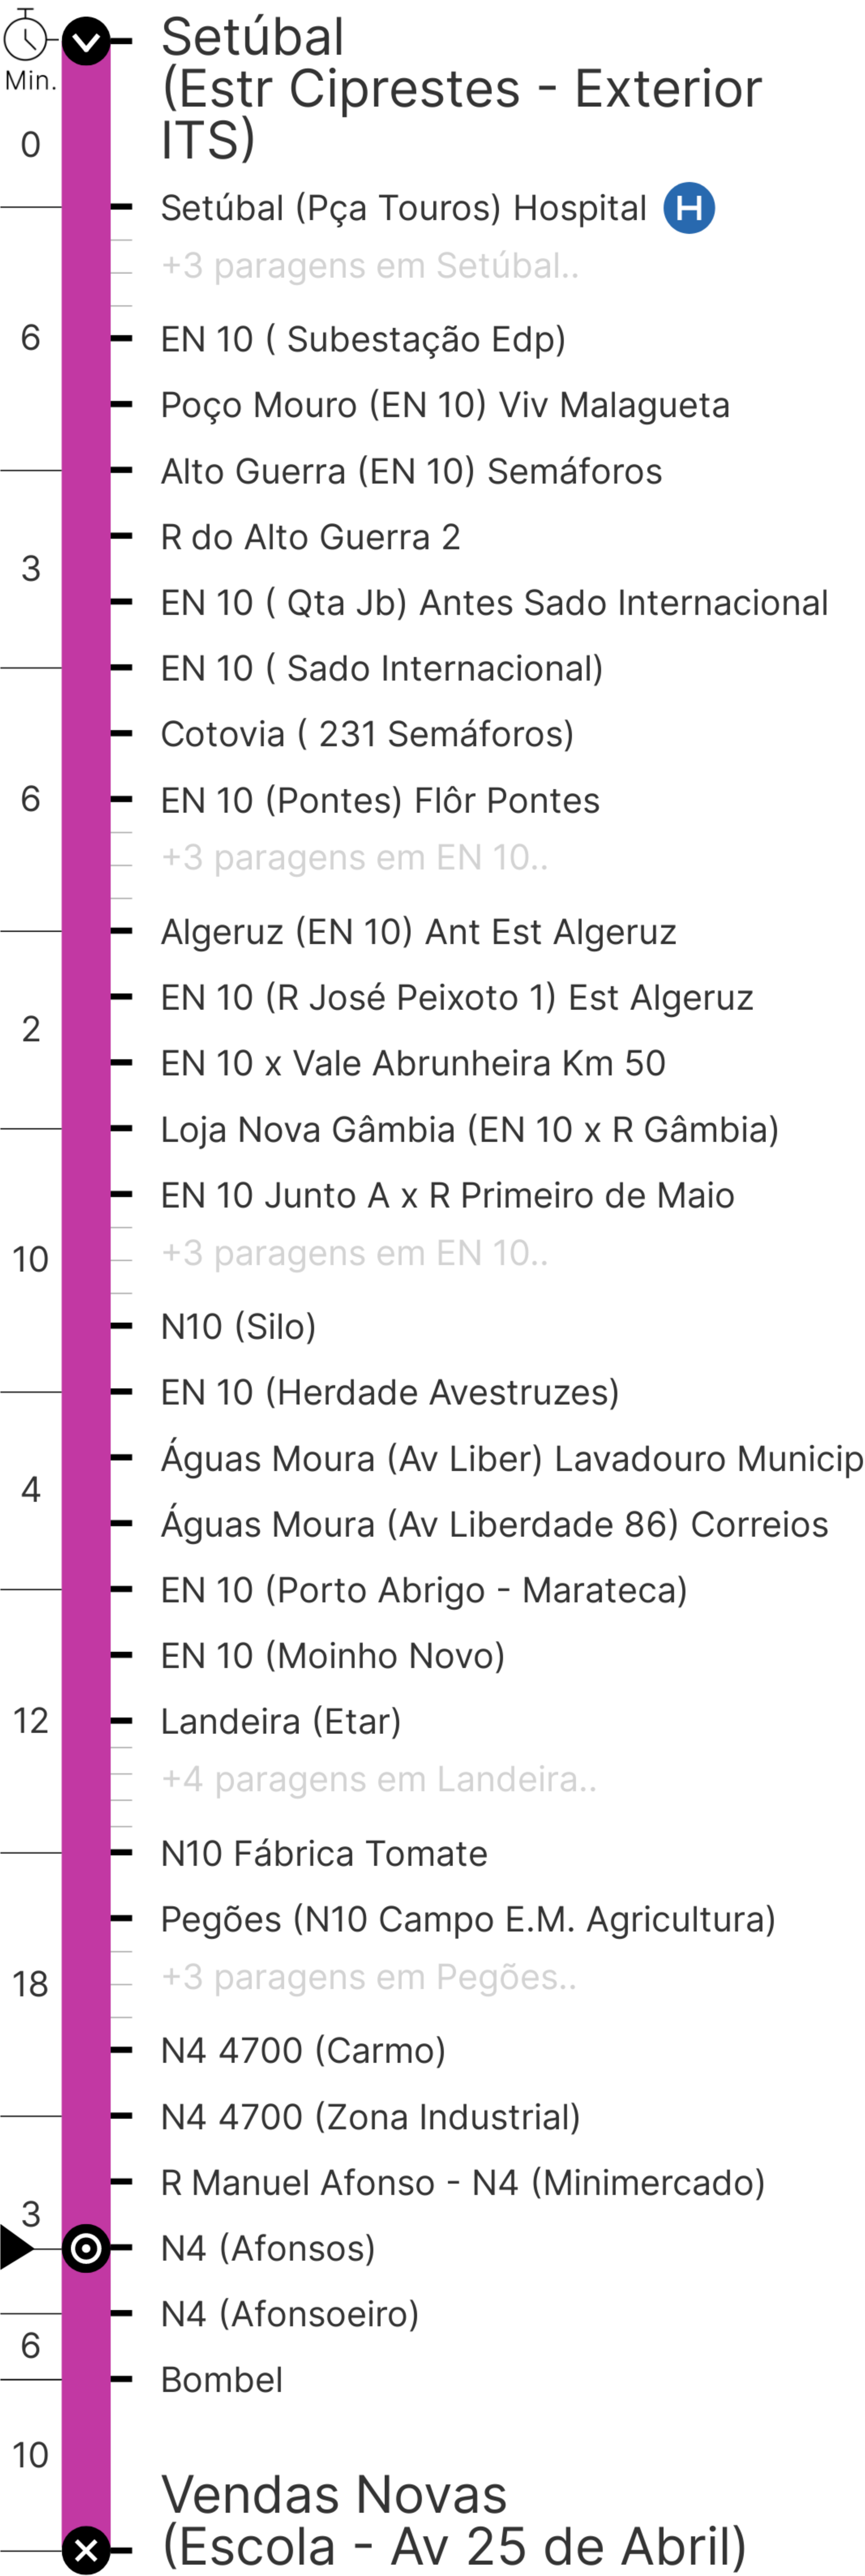 Setúbal
(Estr Ciprestes - Exterior
ITS)
Min.
0
Setúbal (Pça Touros) Hospital H
+3 paragens em Setúbal..
6
EN 10 ( Subestação Edp)
Poço Mouro (EN 10) Viv Malagueta
Alto Guerra (EN 10) Semáforos
R do Alto Guerra 2
3
EN 10 ( Qta Jb) Antes Sado Internacional
EN 10 ( Sado Internacional)
Cotovia ( 231 Semáforos)
6
EN 10 (Pontes) Flôr Pontes
+3 paragens em EN 10..
Algeruz (EN 10) Ant Est Algeruz
EN 10 (R José Peixoto 1) Est Algeruz
2
EN 10 x Vale Abrunheira Km 50
Loja Nova Gâmbia (EN 10 x R Gâmbia)
EN 10 Junto A x R Primeiro de Maio
10
+3 paragens em EN 10..
N10 (Silo)
EN 10 (Herdade Avestruzes)
Águas Moura (Av Liber) Lavadouro Municip
4
Águas Moura (Av Liberdade 86) Correios
EN 10 (Porto Abrigo - Marateca)
EN 10 (Moinho Novo)
12
Landeira (Etar)
+4 paragens em Landeira..
N10 Fábrica Tomate
Pegões (N10 Campo E.M. Agricultura)
18
+3 paragens em Pegões..
N4 4700 (Carmo)
N4 4700 (Zona Industrial)
R Manuel Afonso - N4 (Minimercado)
3
N4 (Afonsos)
N4 (Afonsoeiro)
6
Bombel
10
Vendas Novas
(Escola - Av 25 de Abril)